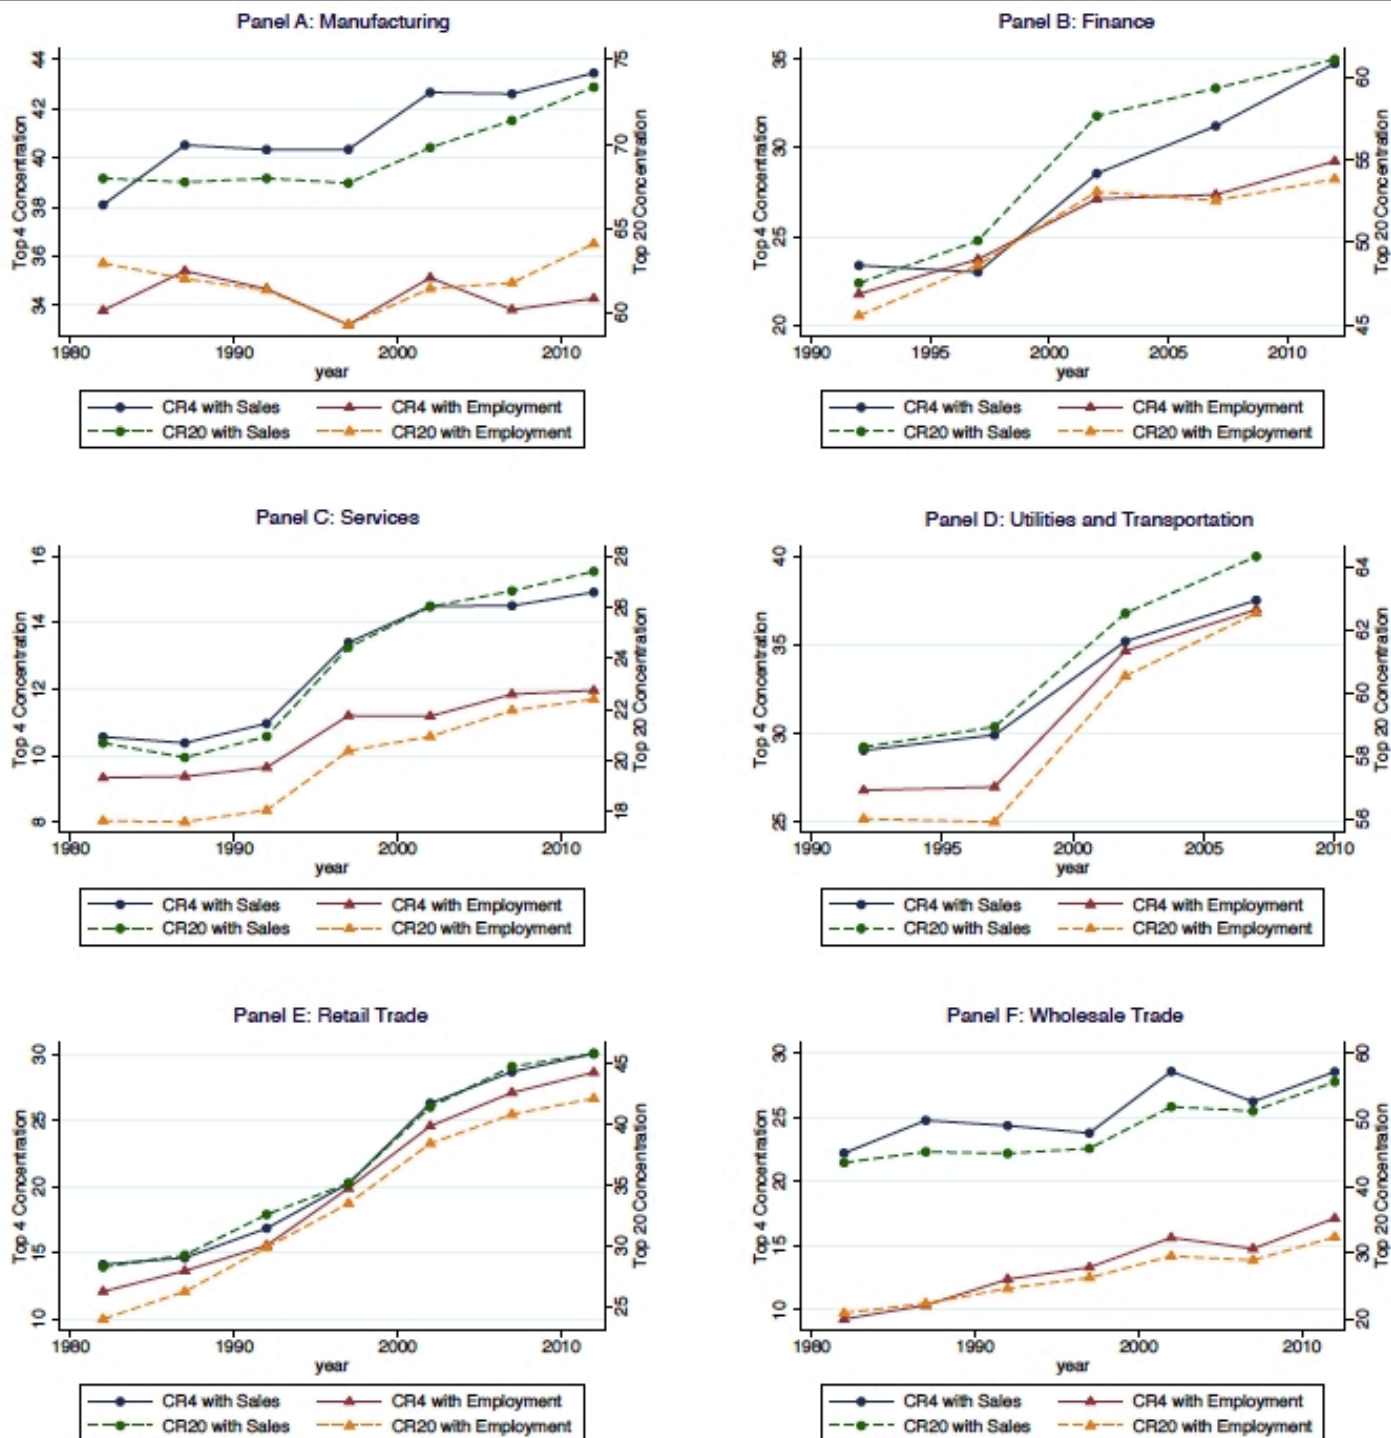 Panel A: Manufacturing
Top 4 Concentration
44
42
40
38
36
34
75
70
65
60
Top 20 Concentration
1980 1990 2000 2010
year
CR4 with Sales CR4 with Employment
CR20 with Sales CR20 with Employment
Panel B: Finance
Top 4 Concentration
35
30
25
20
60
55
50
45
Top 20 Concentration
1990 1995 2000 2005 2010
year
CR4 with Sales CR4 with Employment
CR20 with Sales CR20 with Employment
Panel C: Services
Top 4 Concentration
16
14
12
10
8
28
26
24
22
20
18
Top 20 Concentration
1980 1990 2000 2010
year
CR4 with Sales CR4 with Employment
CR20 with Sales CR20 with Employment
Panel D: Utilities and Transportation
Top 4 Concentration
40
35
30
25
64
62
60
58
56
Top 20 Concentration
1990 1995 2000 2005 2010
year
CR4 with Sales CR4 with Employment
CR20 with Sales CR20 with Employment
Panel E: Retail Trade
Top 4 Concentration
30
25
20
15
10
45
40
35
30
25
Top 20 Concentration
1980 1990 2000 2010
year
CR4 with Sales CR4 with Employment
CR20 with Sales CR20 with Employment
Panel F: Wholesale Trade
Top 4 Concentration
30
25
20
15
10
60
50
40
30
20
Top 20 Concentration
1980 1990 2000 2010
year
CR4 with Sales CR4 with Employment
CR20 with Sales CR20 with Employment